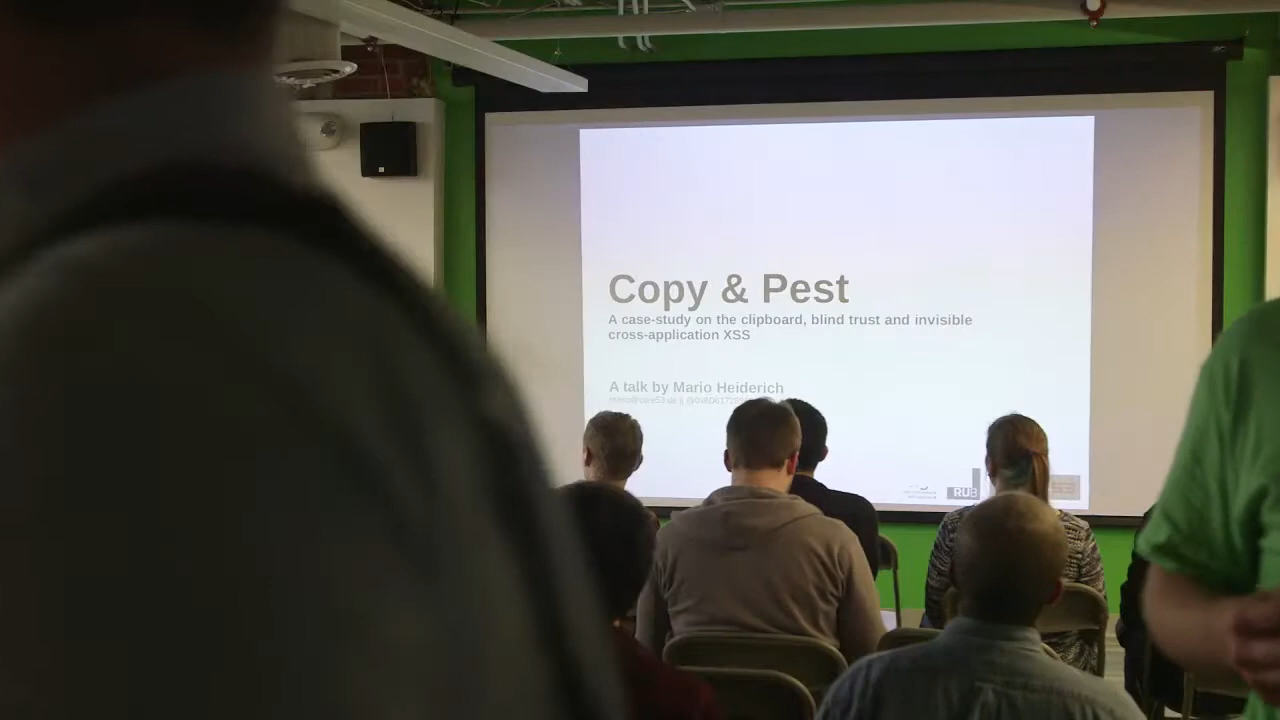 Copy & Pest
A case-study on the clipboard, blind trust and invisible
cross-application XSS
A talk by Mario Heiderich
RUB